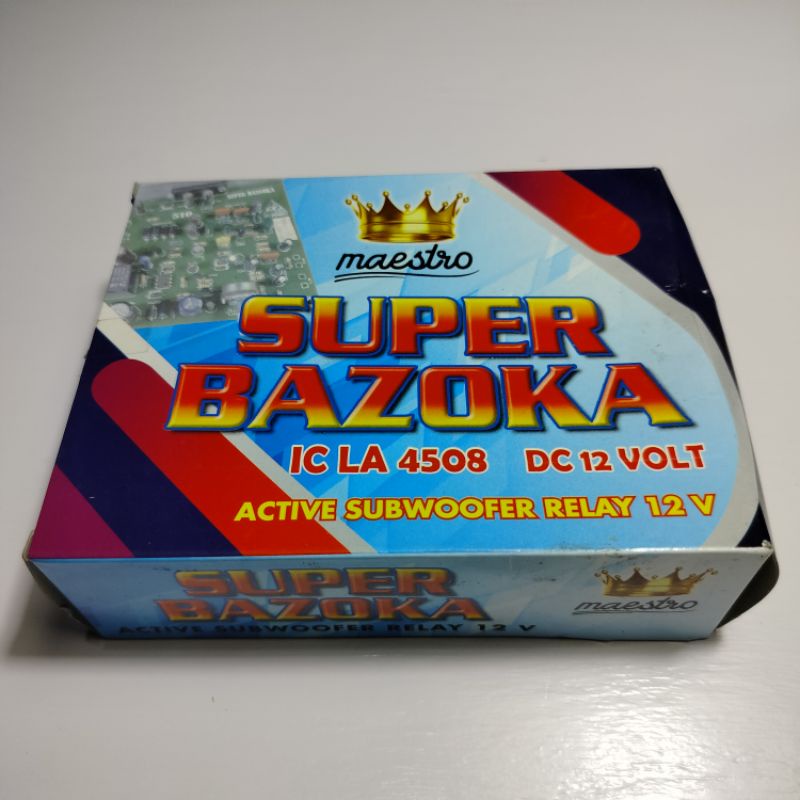 maestro
SUPER
BAZOKA
IC LA 4508 DC 12 VOLT
ACTIVE SUBWOOFER RELAY 12 V
SUPER
BAZOKA
ACTIVE SUBWOOFER RELAY 12 V
maestro